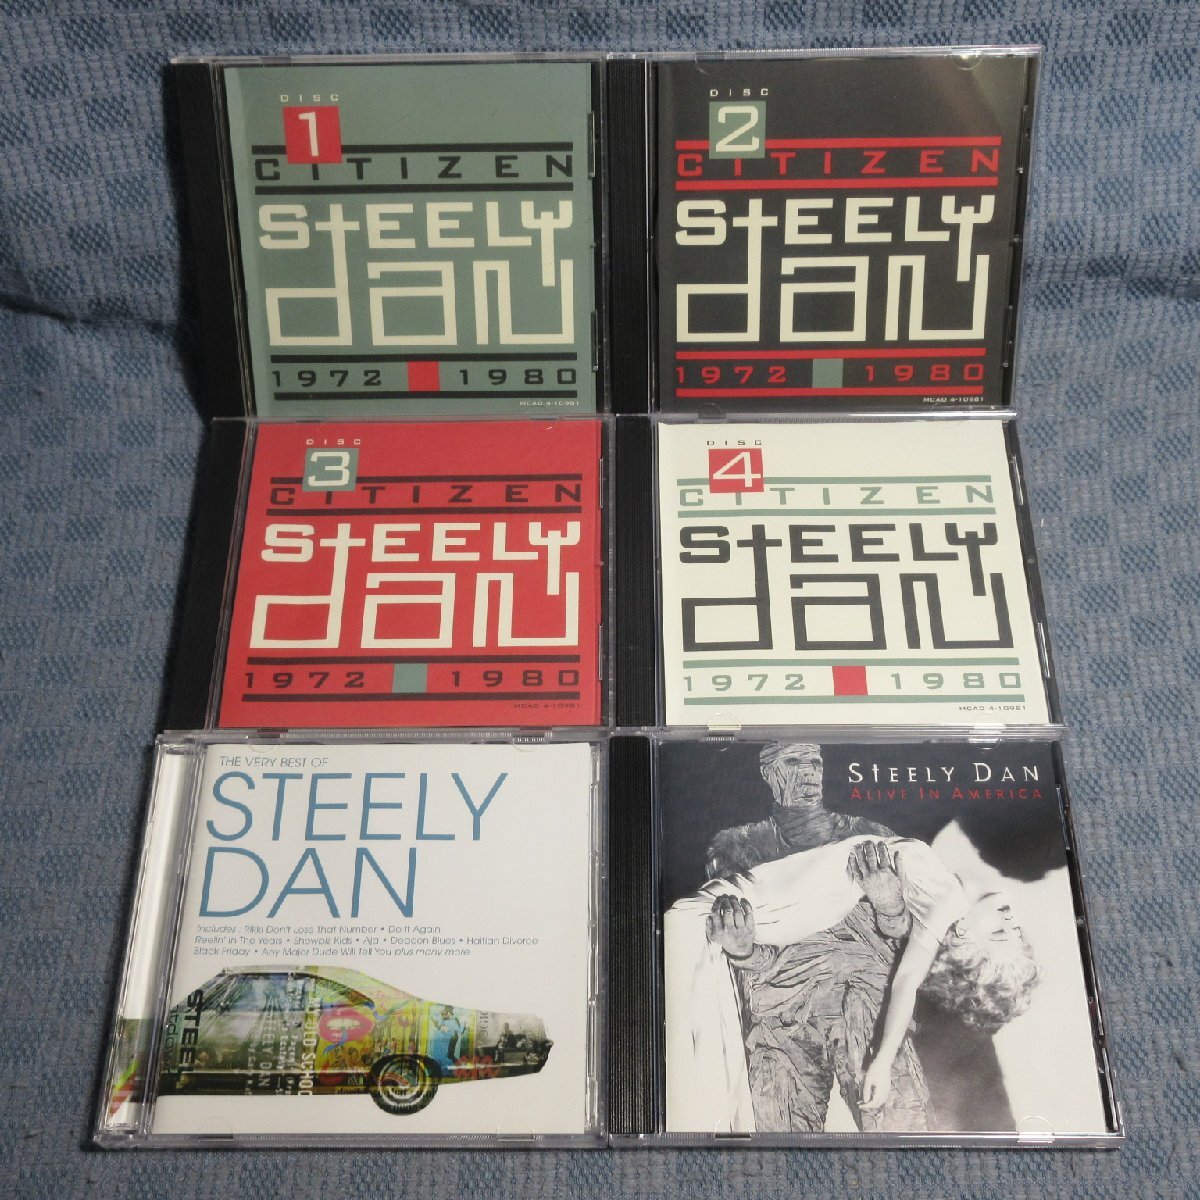 DISC
1
CITIZEN
STEELY
dan
1972 1980
MCAD 4-10981
DISC
2
CITIZEN
STEELY
dan
1972 1980
MCAD 4-10981
DISC
3
CITIZEN
STEELY
dan
1972 1980
MCAD 4-10981
DISC
4
CITIZEN
STEELY
dan
1972 1980
MCAD 4-10981
THE VERY BEST OF
STEELY
DAN
Includes : Rikki Don't Lose That Number • Do It Again
Reelin' In The Years • Showbiz Kids • Aja • Deacon Blues • Haitian Divorce
Black Friday • Any Major Dude Will Tell You plus many more
STEEL
STEELY DAN
ALIVE IN AMERICA